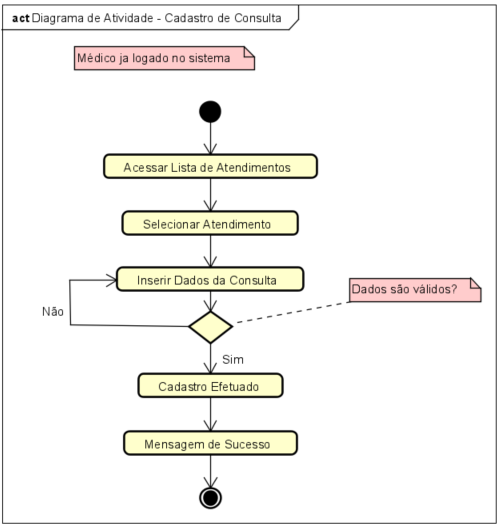 act Diagrama de Atividade - Cadastro de Consulta
Médico ja logado no sistema
Acessar Lista de Atendimentos
Selecionar Atendimento
Inserir Dados da Consulta
Dados são válidos?
Não
Sim
Cadastro Efetuado
Mensagem de Sucesso